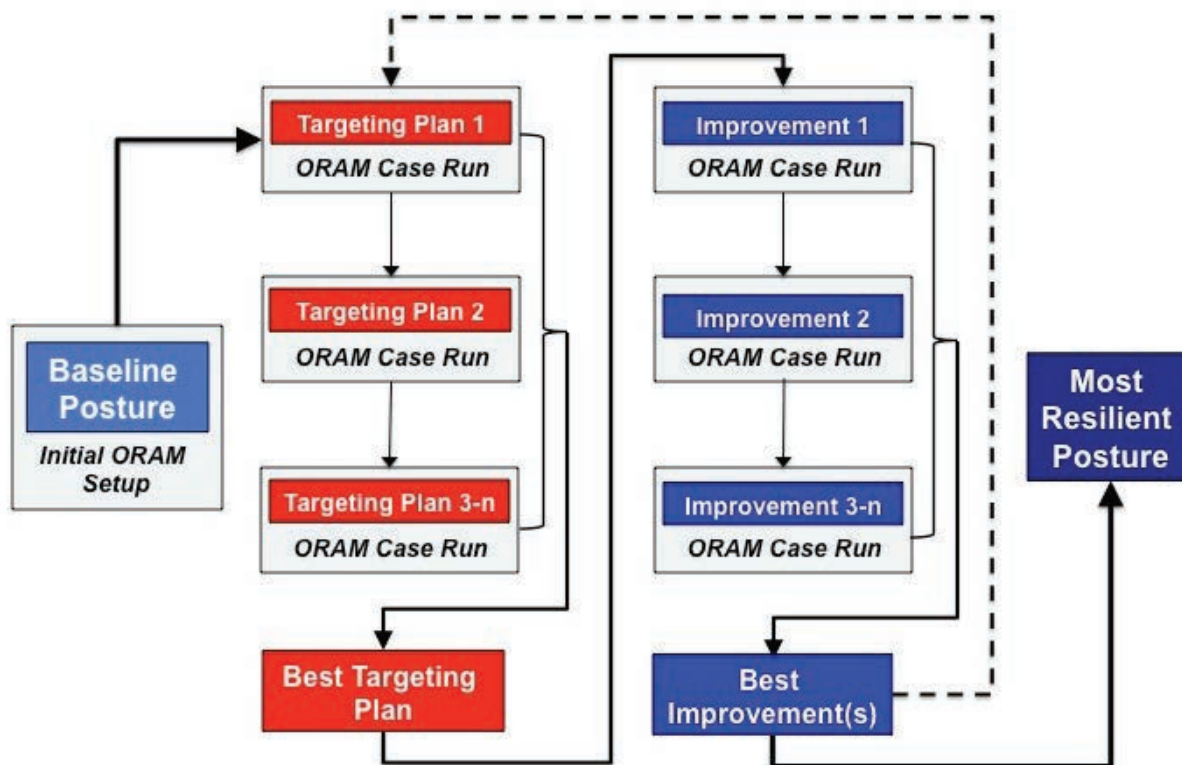 Baseline
Posture
Initial ORAM
Setup
Targeting Plan 1
ORAM Case Run
Targeting Plan 2
ORAM Case Run
Targeting Plan 3-n
ORAM Case Run
Best Targeting
Plan
Improvement 1
ORAM Case Run
Improvement 2
ORAM Case Run
Improvement 3-n
ORAM Case Run
Best
Improvement(s)
Most
Resilient
Posture